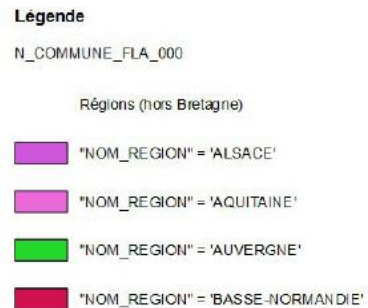 Légende
N_COMMUNE_FLA_000
Régions (hors Bretagne)
"NOM_REGION" = 'ALSACE'
"NOM_REGION" = 'AQUITAINE'
"NOM_REGION" = 'AUVERGNE'
"NOM_REGION" = 'BASSE-NORMANDIE'